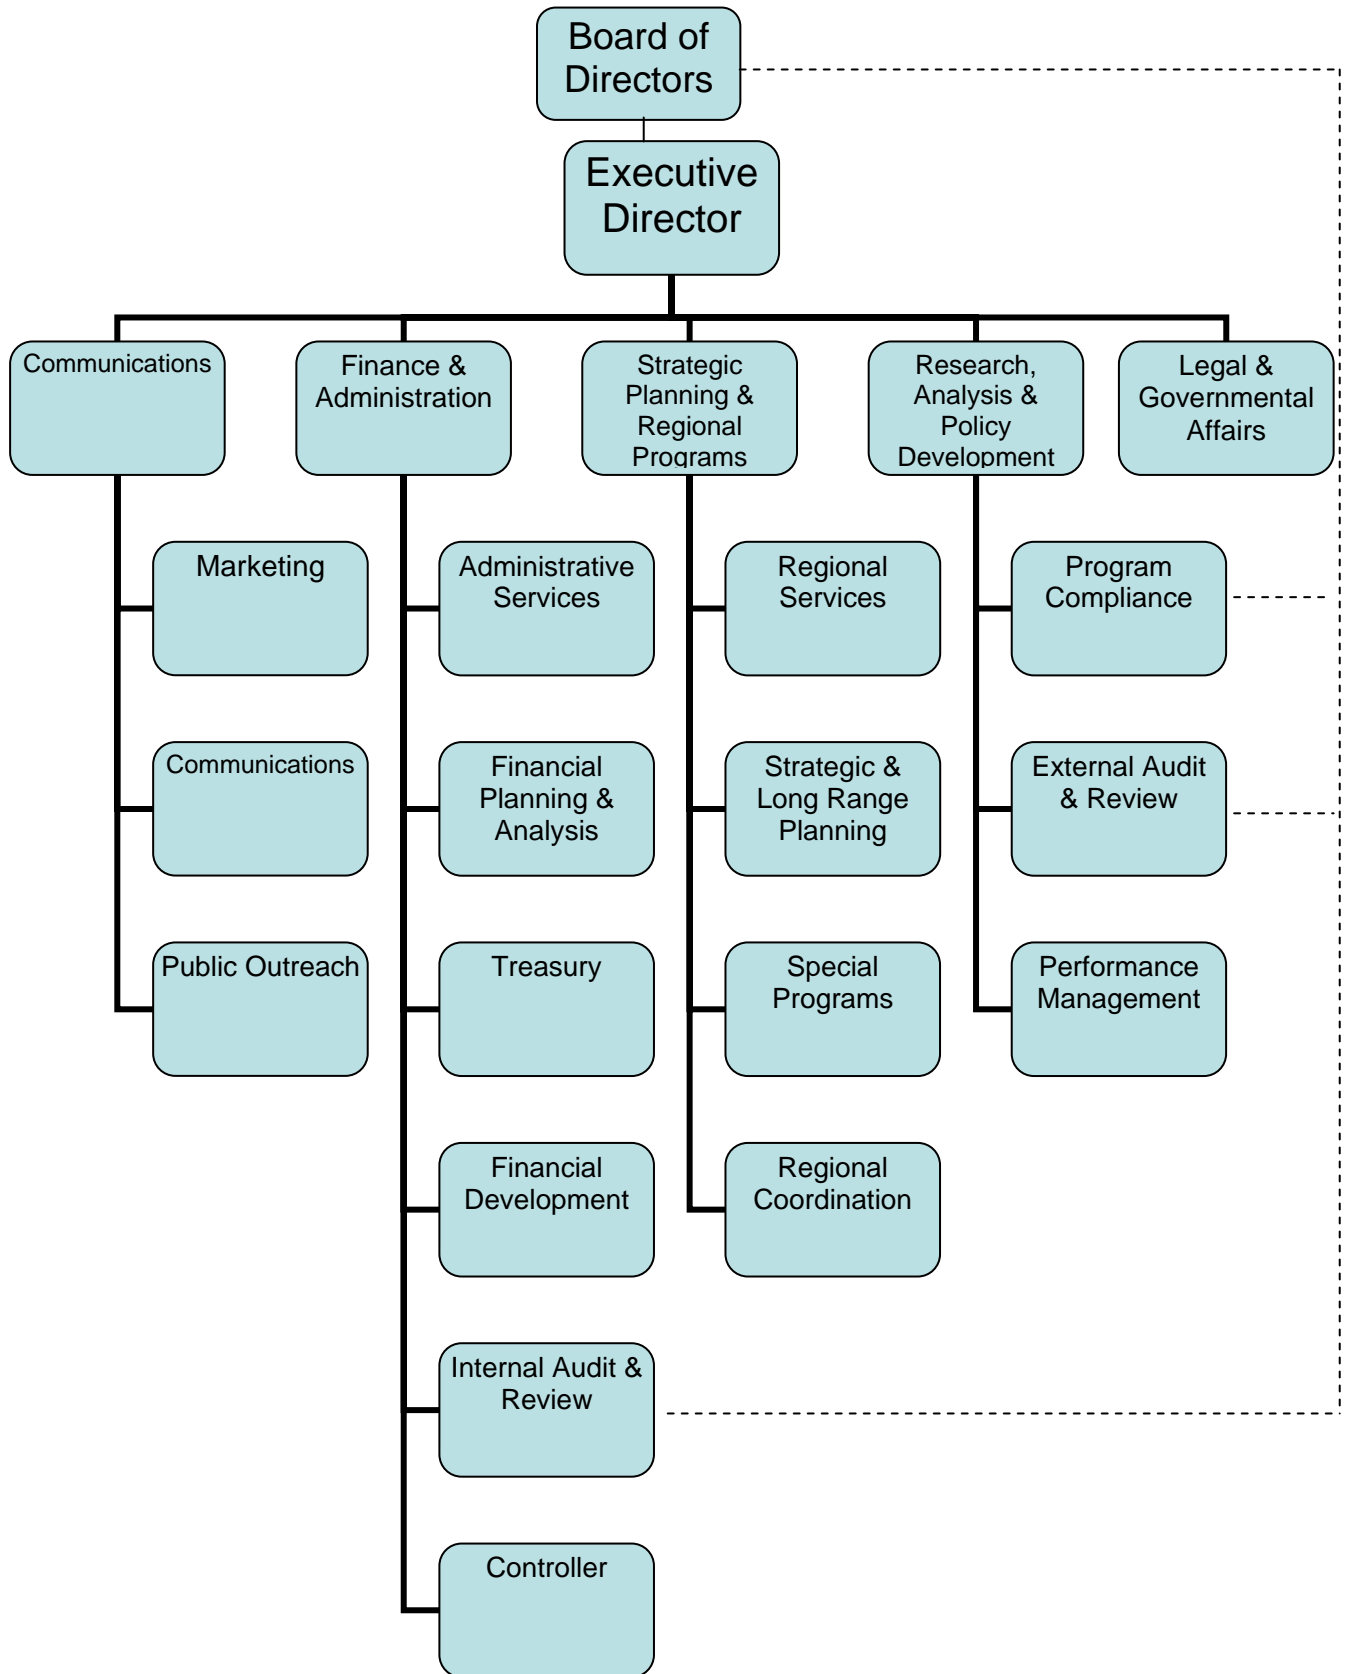 Board of
Directors
Executive
Director
Communications
Finance &
Administration
Strategic
Planning &
Regional
Programs
Research,
Analysis &
Policy
Development
Legal &
Governmental
Affairs
Marketing
Administrative
Services
Regional
Services
Program
Compliance
Communications
Financial
Planning &
Analysis
Strategic &
Long Range
Planning
External Audit
& Review
Public Outreach
Treasury
Special
Programs
Performance
Management
Financial
Development
Regional
Coordination
Internal Audit &
Review
Controller